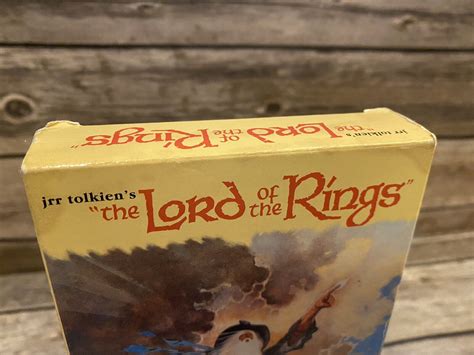 jrr tolkien's
"the Lord of the Rings"
jrr tolkien's
"the Lord of the Rings"